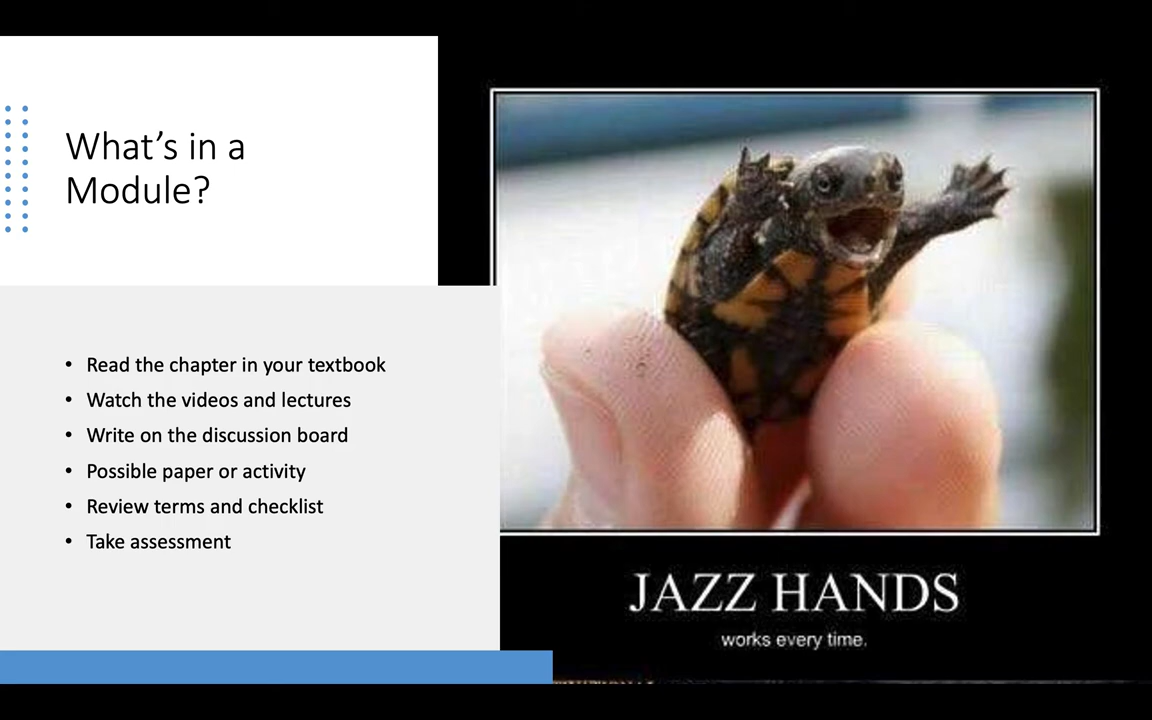 What's in a
Module?
• Read the chapter in your textbook
• Watch the videos and lectures
• Write on the discussion board
• Possible paper or activity
• Review terms and checklist
• Take assessment
JAZZ HANDS
works every time.